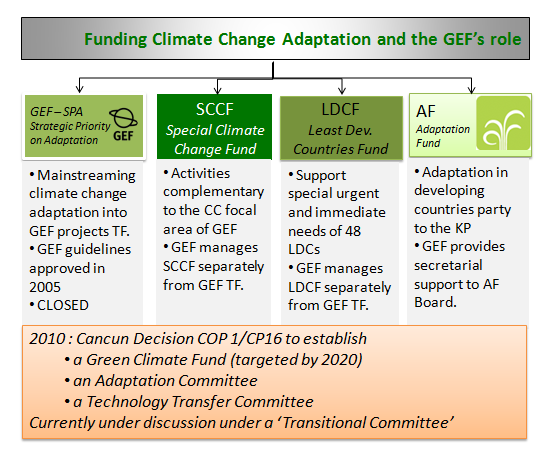 Funding Climate Change Adaptation and the GEF's role
GEF – SPA
Strategic Priority
on Adaptation
GEF
SCCF
Special Climate
Change Fund
LDCF
Least Dev.
Countries Fund
AF
Adaptation
Fund
• Mainstreaming
climate change
adaptation into
GEF projects TF.
• GEF guidelines
approved in
2005
• CLOSED
• Activities
complementary
to the CC focal
area of GEF
• GEF manages
SCCF separately
from GEF TF.
• Support
special urgent
and immediate
needs of 48
LDCs
• GEF manages
LDCF separately
from GEF TF.
• Adaptation in
developing
countries party
to the KP
• GEF provides
secretarial
support to AF
Board.
2010 : Cancun Decision COP 1/CP16 to establish
• a Green Climate Fund (targeted by 2020)
• an Adaptation Committee
• a Technology Transfer Committee
Currently under discussion under a ‘Transitional Committee’